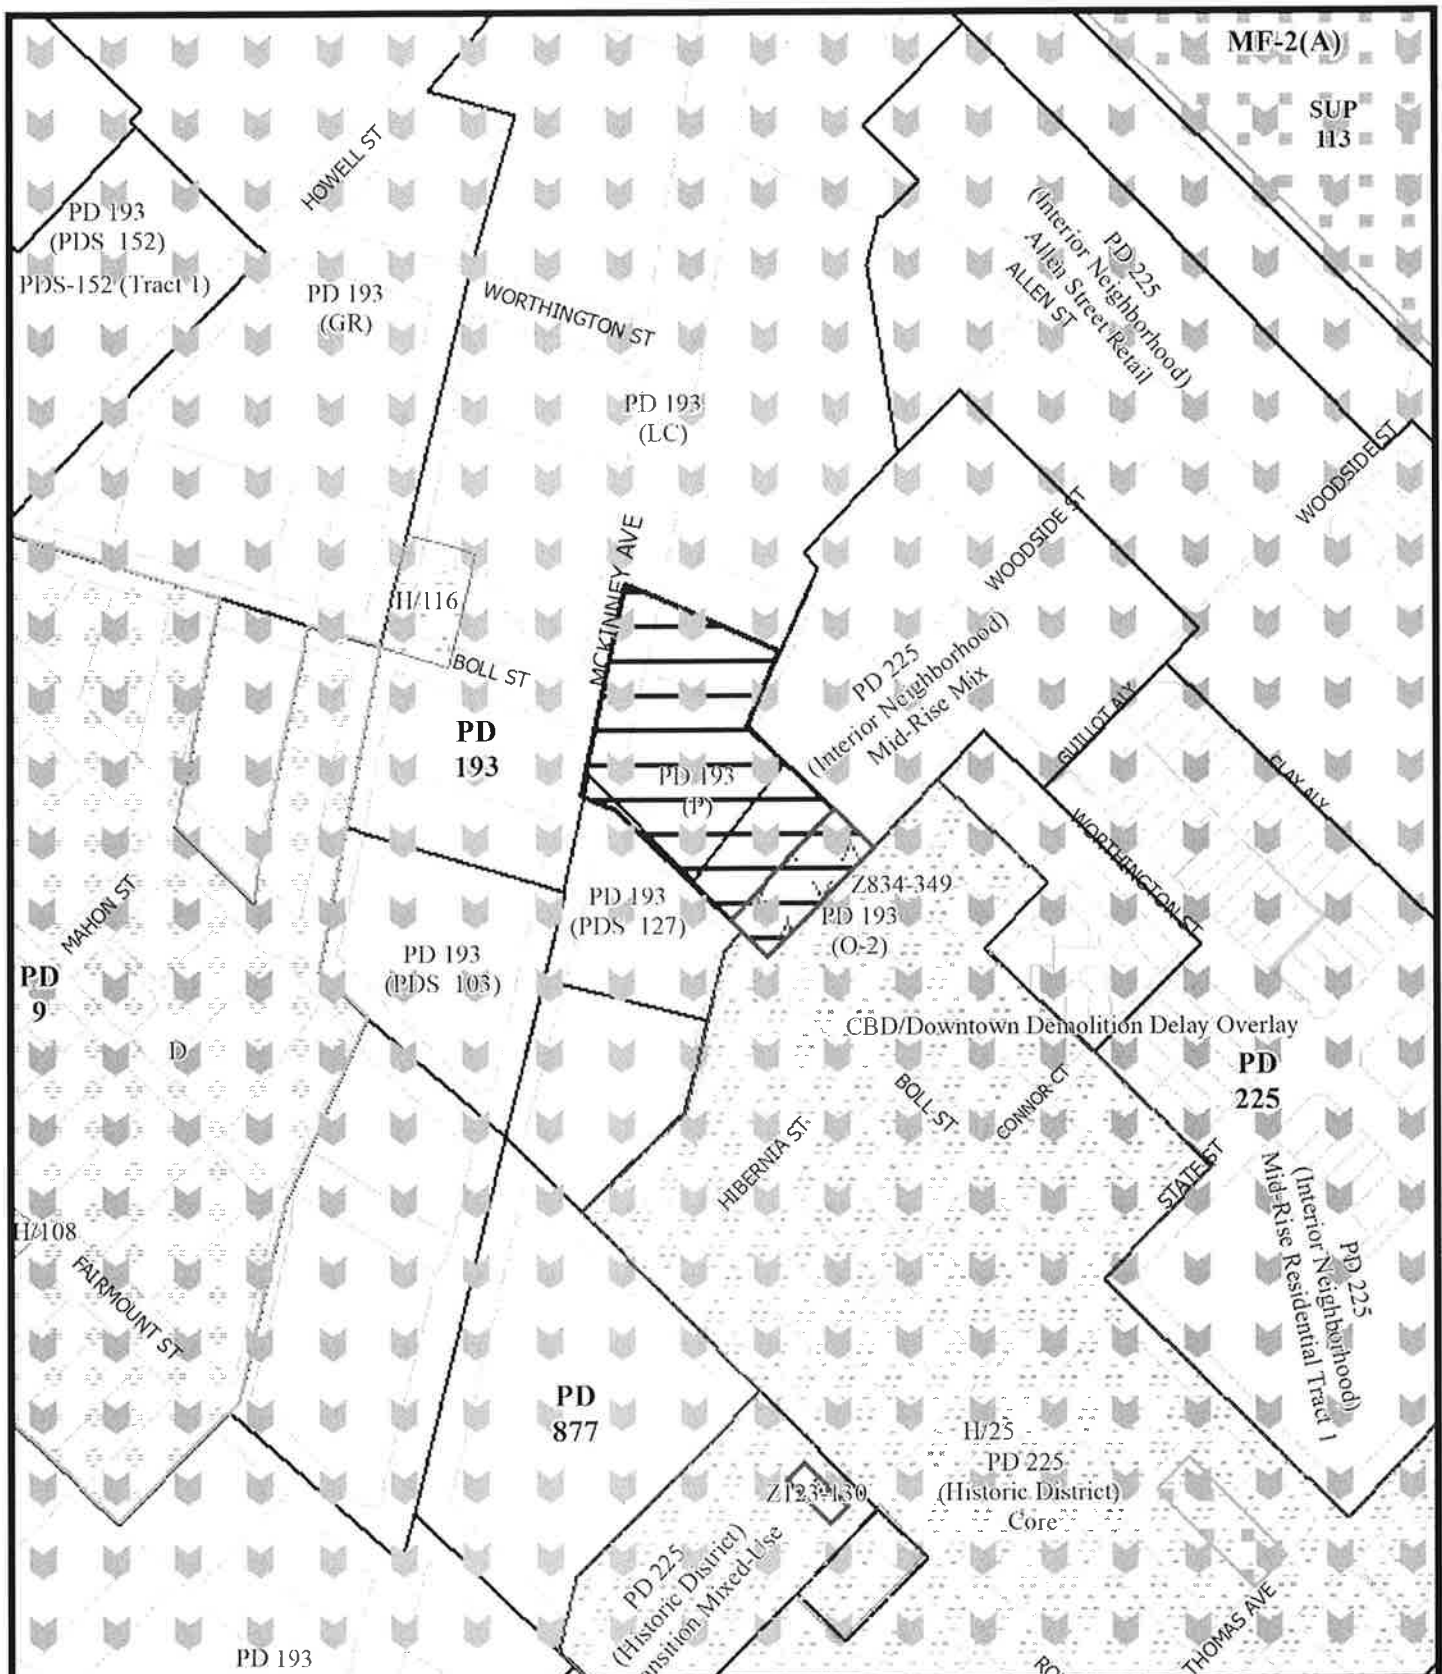 MF-2(A)
SUP
113
HOWELL ST
PD 193
(PDS 152)
PDS-152 (Tract 1)
PD 193
(GR)
WORTHINGTON ST
PD 225
(Interior Neighborhood)
Allen Street Retail
ALLEN ST
PD 193
(LC)
WOODSIDE ST
WOODSIDE ST
MCKINNEY AVE
H/116
BOLL ST
PD
193
PD 225
(Interior Neighborhood)
Mid-Rise Mix
GUILLOT ALY
CLAY ALY
PD 193
(P)
WORTHINGTON ST
Z834-349
PD 193
(O-2)
PD 193
(PDS 127)
MAHON ST
PD 193
(PDS 103)
PD
9
D
CBD/Downtown Demolition Delay Overlay
PD
225
BOLL ST
CONNOR CT
HIBERNIA ST
STATE ST
PD 225
(Interior Neighborhood)
Mid-Rise Residential Tract 1
H/108
FAIRMOUNT ST
PD
877
H/25
PD 225
(Historic District)
Core
Z123-130
PD 225
(Historic District)
ansition Mixed-Use
THOMAS AVE
PD 193